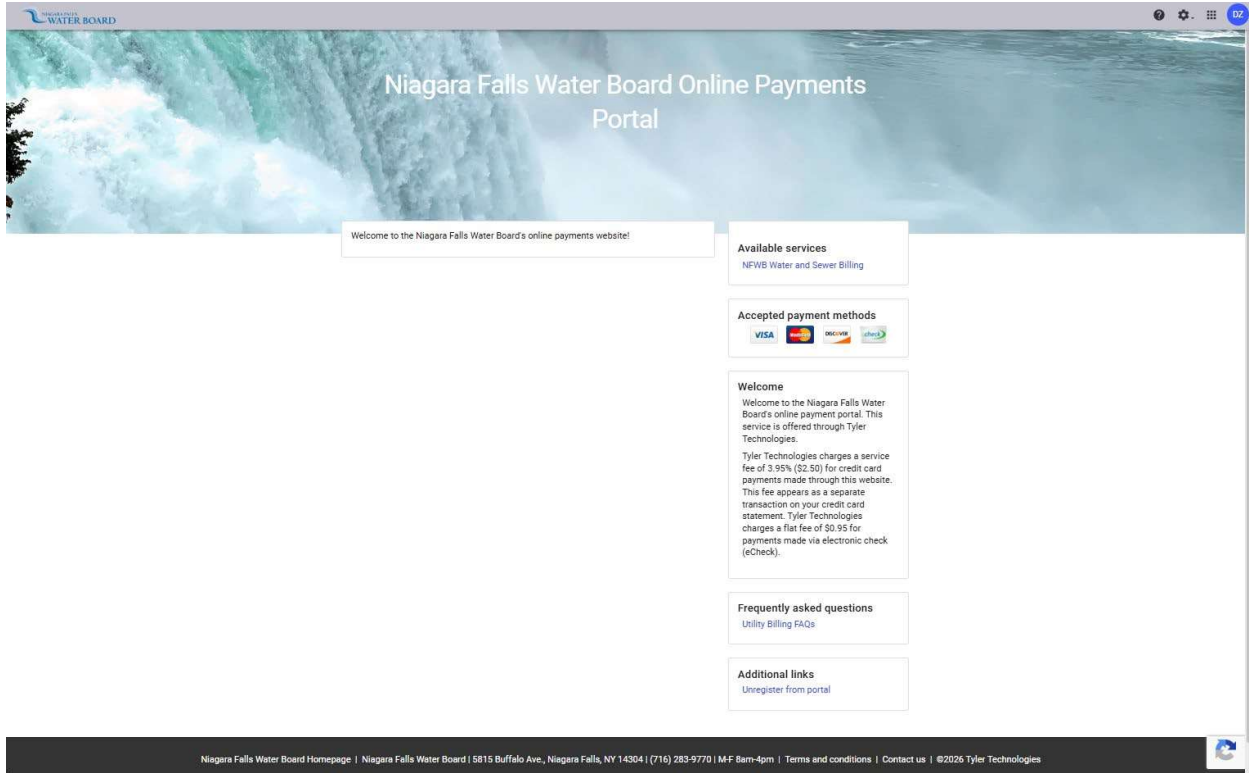 NIAGARA FALLS
WATER BOARD
DZ
Niagara Falls Water Board Online Payments
Portal
Welcome to the Niagara Falls Water Board's online payments website!
Available services
NFWB Water and Sewer Billing
Accepted payment methods
VISA
MasterCard
DISCOVER
echeck
Welcome
Welcome to the Niagara Falls Water
Board's online payment portal. This
service is offered through Tyler
Technologies.
Tyler Technologies charges a service
fee of 3.95% ($2.50) for credit card
payments made through this website.
This fee appears as a separate
transaction on your credit card
statement. Tyler Technologies
charges a flat fee of $0.95 for
payments made via electronic check
(eCheck).
Frequently asked questions
Utility Billing FAQs
Additional links
Unregister from portal
Niagara Falls Water Board Homepage | Niagara Falls Water Board | 5815 Buffalo Ave., Niagara Falls, NY 14304 | (716) 283-9770 | M-F 8am-4pm | Terms and conditions | Contact us | ©2026 Tyler Technologies